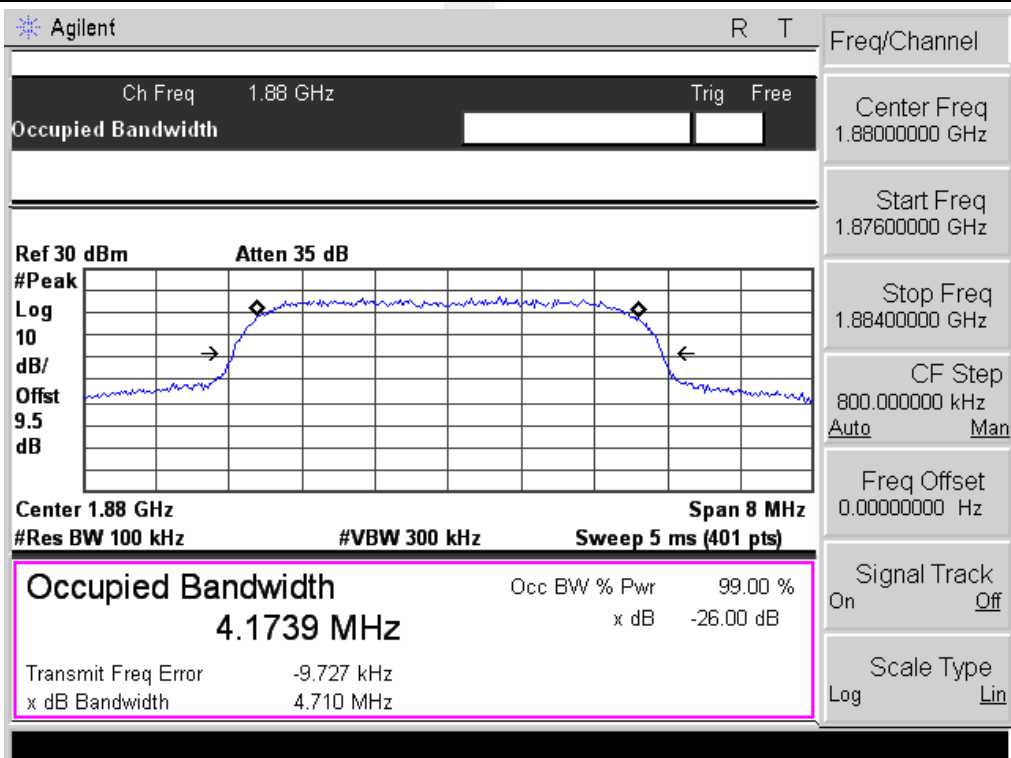 Agilent R T
Ch Freq 1.88 GHz Trig Free
Occupied Bandwidth
Ref 30 dBm Atten 35 dB
#Peak
Log
10
dB/
Offst
9.5
dB
Center 1.88 GHz Span 8 MHz
#Res BW 100 kHz #VBW 300 kHz Sweep 5 ms (401 pts)
Occupied Bandwidth Occ BW % Pwr 99.00 %
4.1739 MHz x dB -26.00 dB
Transmit Freq Error -9.727 kHz
x dB Bandwidth 4.710 MHz
Freq/Channel
Center Freq
1.88000000 GHz
Start Freq
1.87600000 GHz
Stop Freq
1.88400000 GHz
CF Step
800.000000 kHz
Auto Man
Freq Offset
0.00000000 Hz
Signal Track
On Off
Scale Type
Log Lin